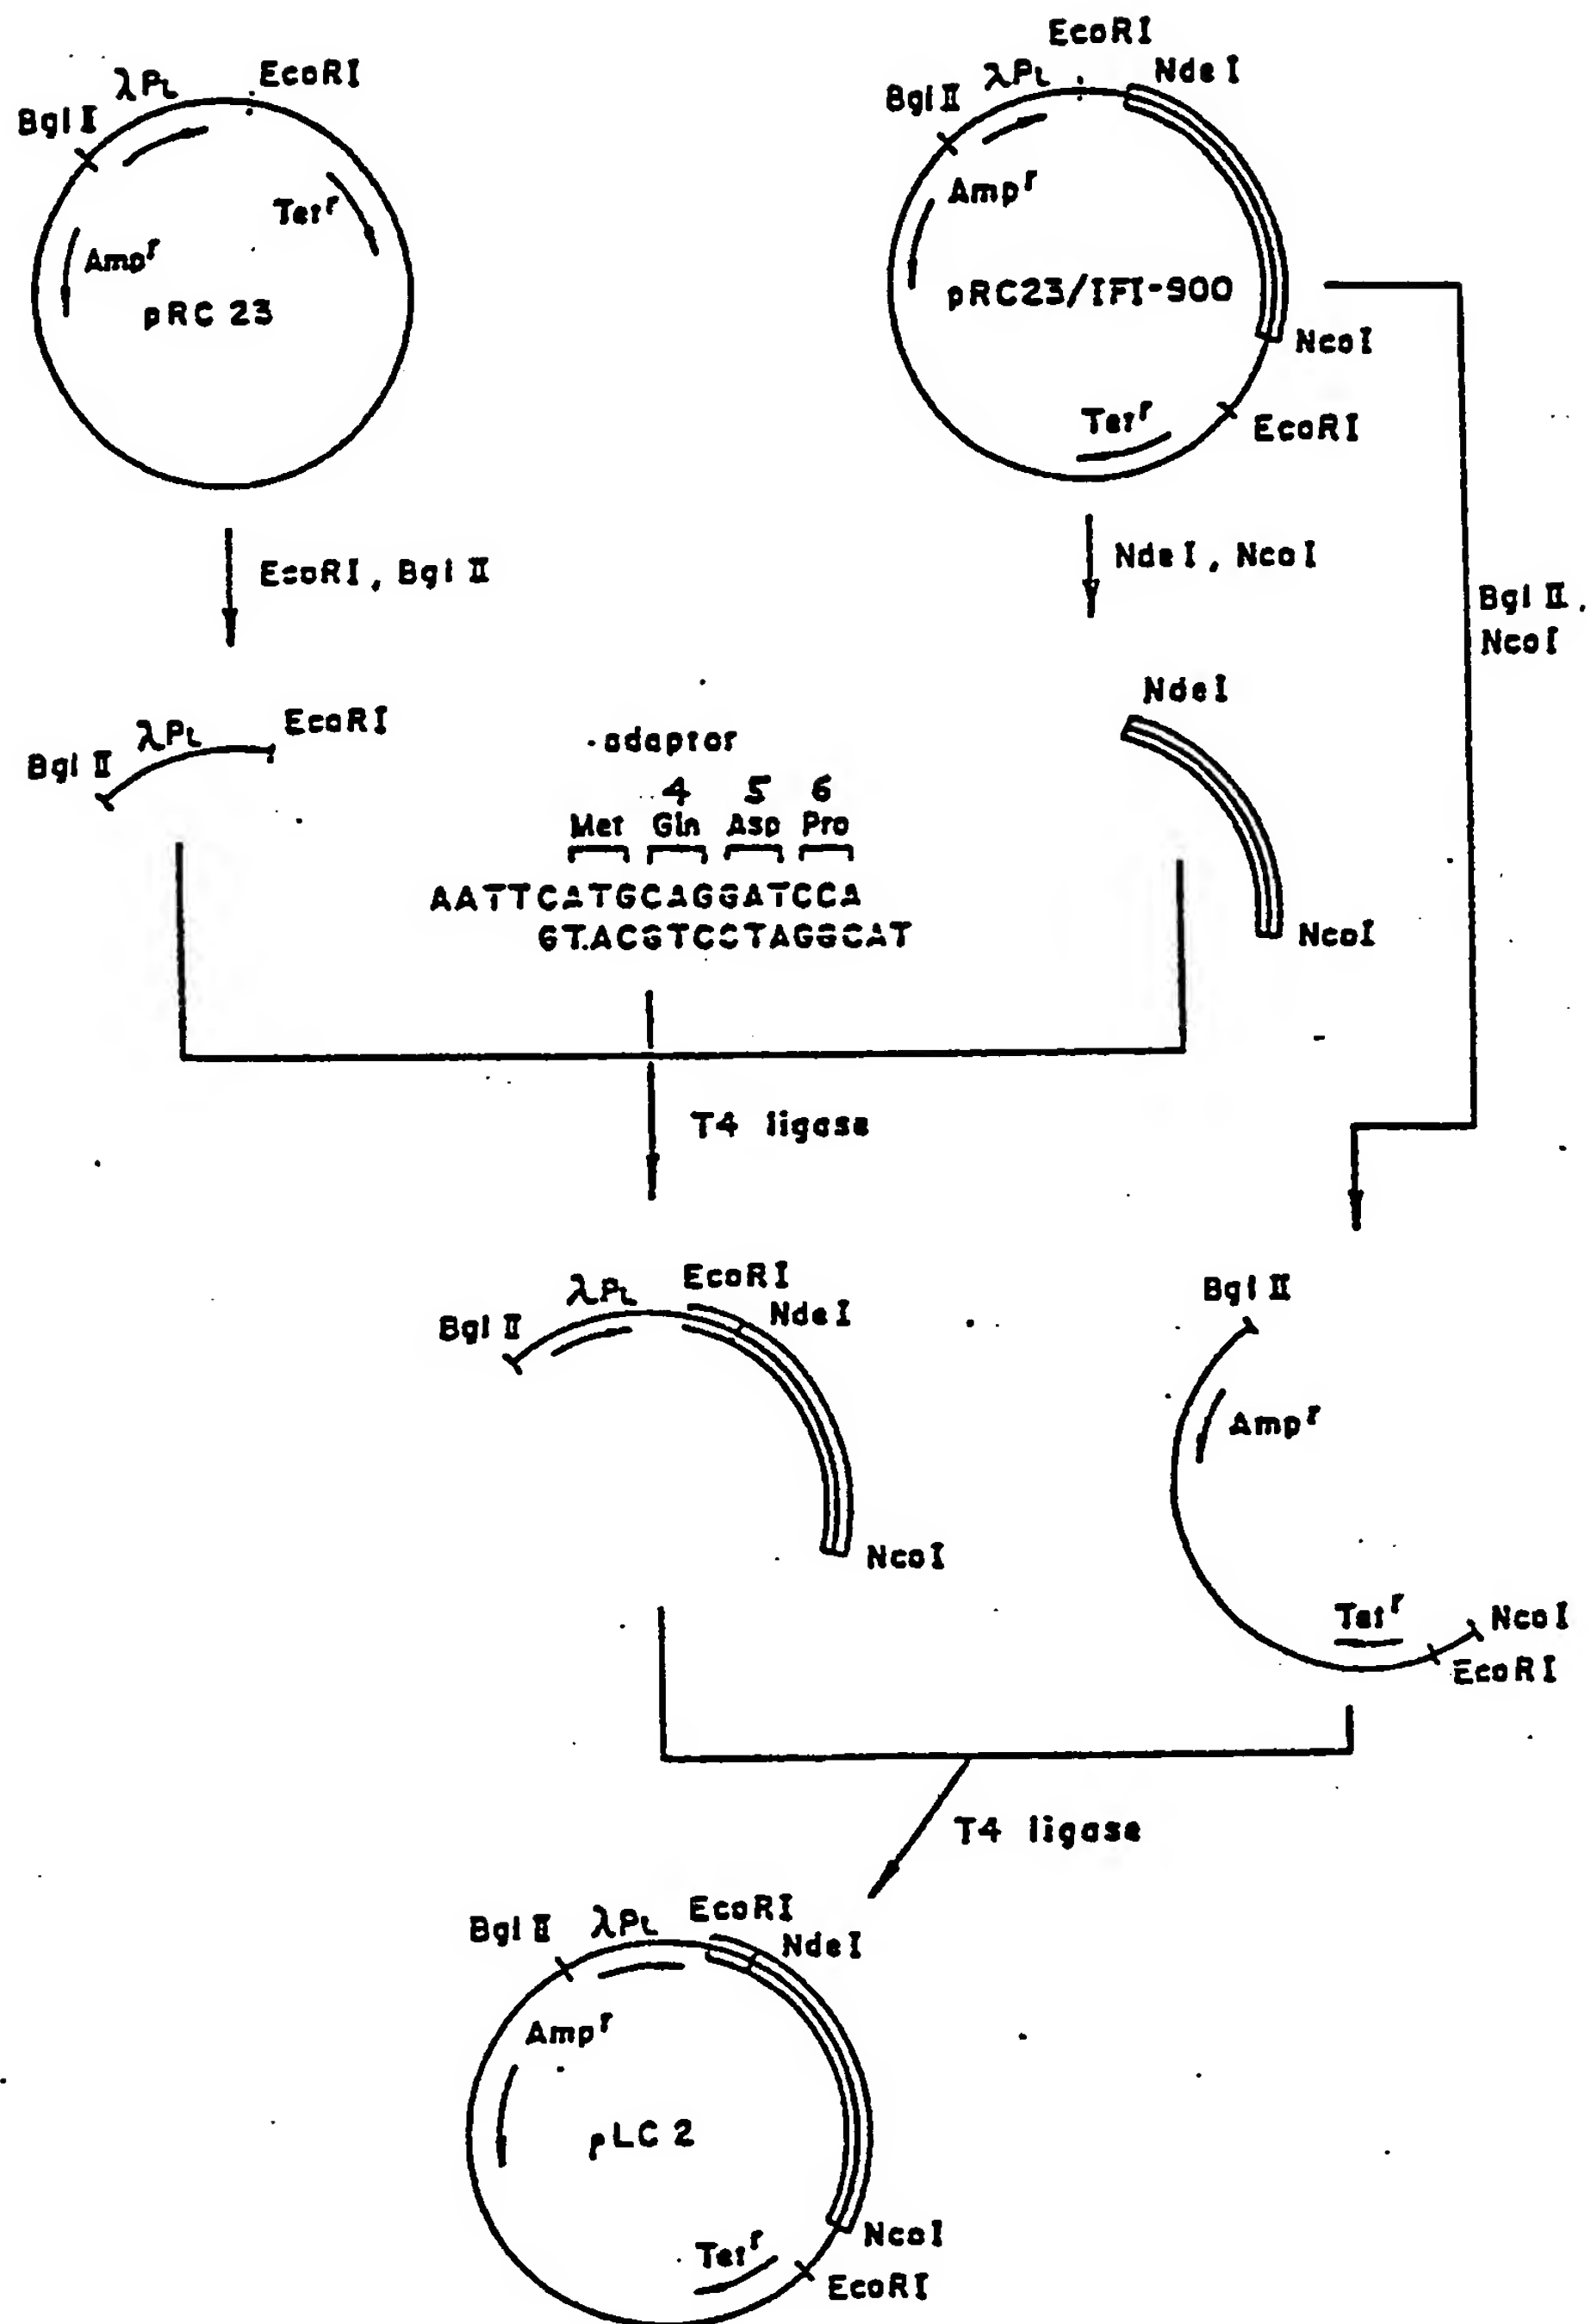 EcoRI
λPL
BglI
Tetr
Ampr
pRC 23
EcoRI
NdeI
λPL
BglII
Ampr
pRC23/IFI-900
NcoI
Tetr
EcoRI
EcoRI, BglII
NdeI, NcoI
BglII,
NcoI
EcoRI
λPL
BglII
adaptor
4 5 6
Met Gln Asp Pro
AATTCATGCAGGATCCA
GTACGTCCTAGGCAT
NdeI
NcoI
T4 ligase
EcoRI
λPL
NdeI
BglII
NcoI
BglII
Ampr
Tetr
NcoI
EcoRI
T4 ligase
EcoRI
BglII
λPL
NdeI
Ampr
pLC 2
NcoI
Tetr
EcoRI